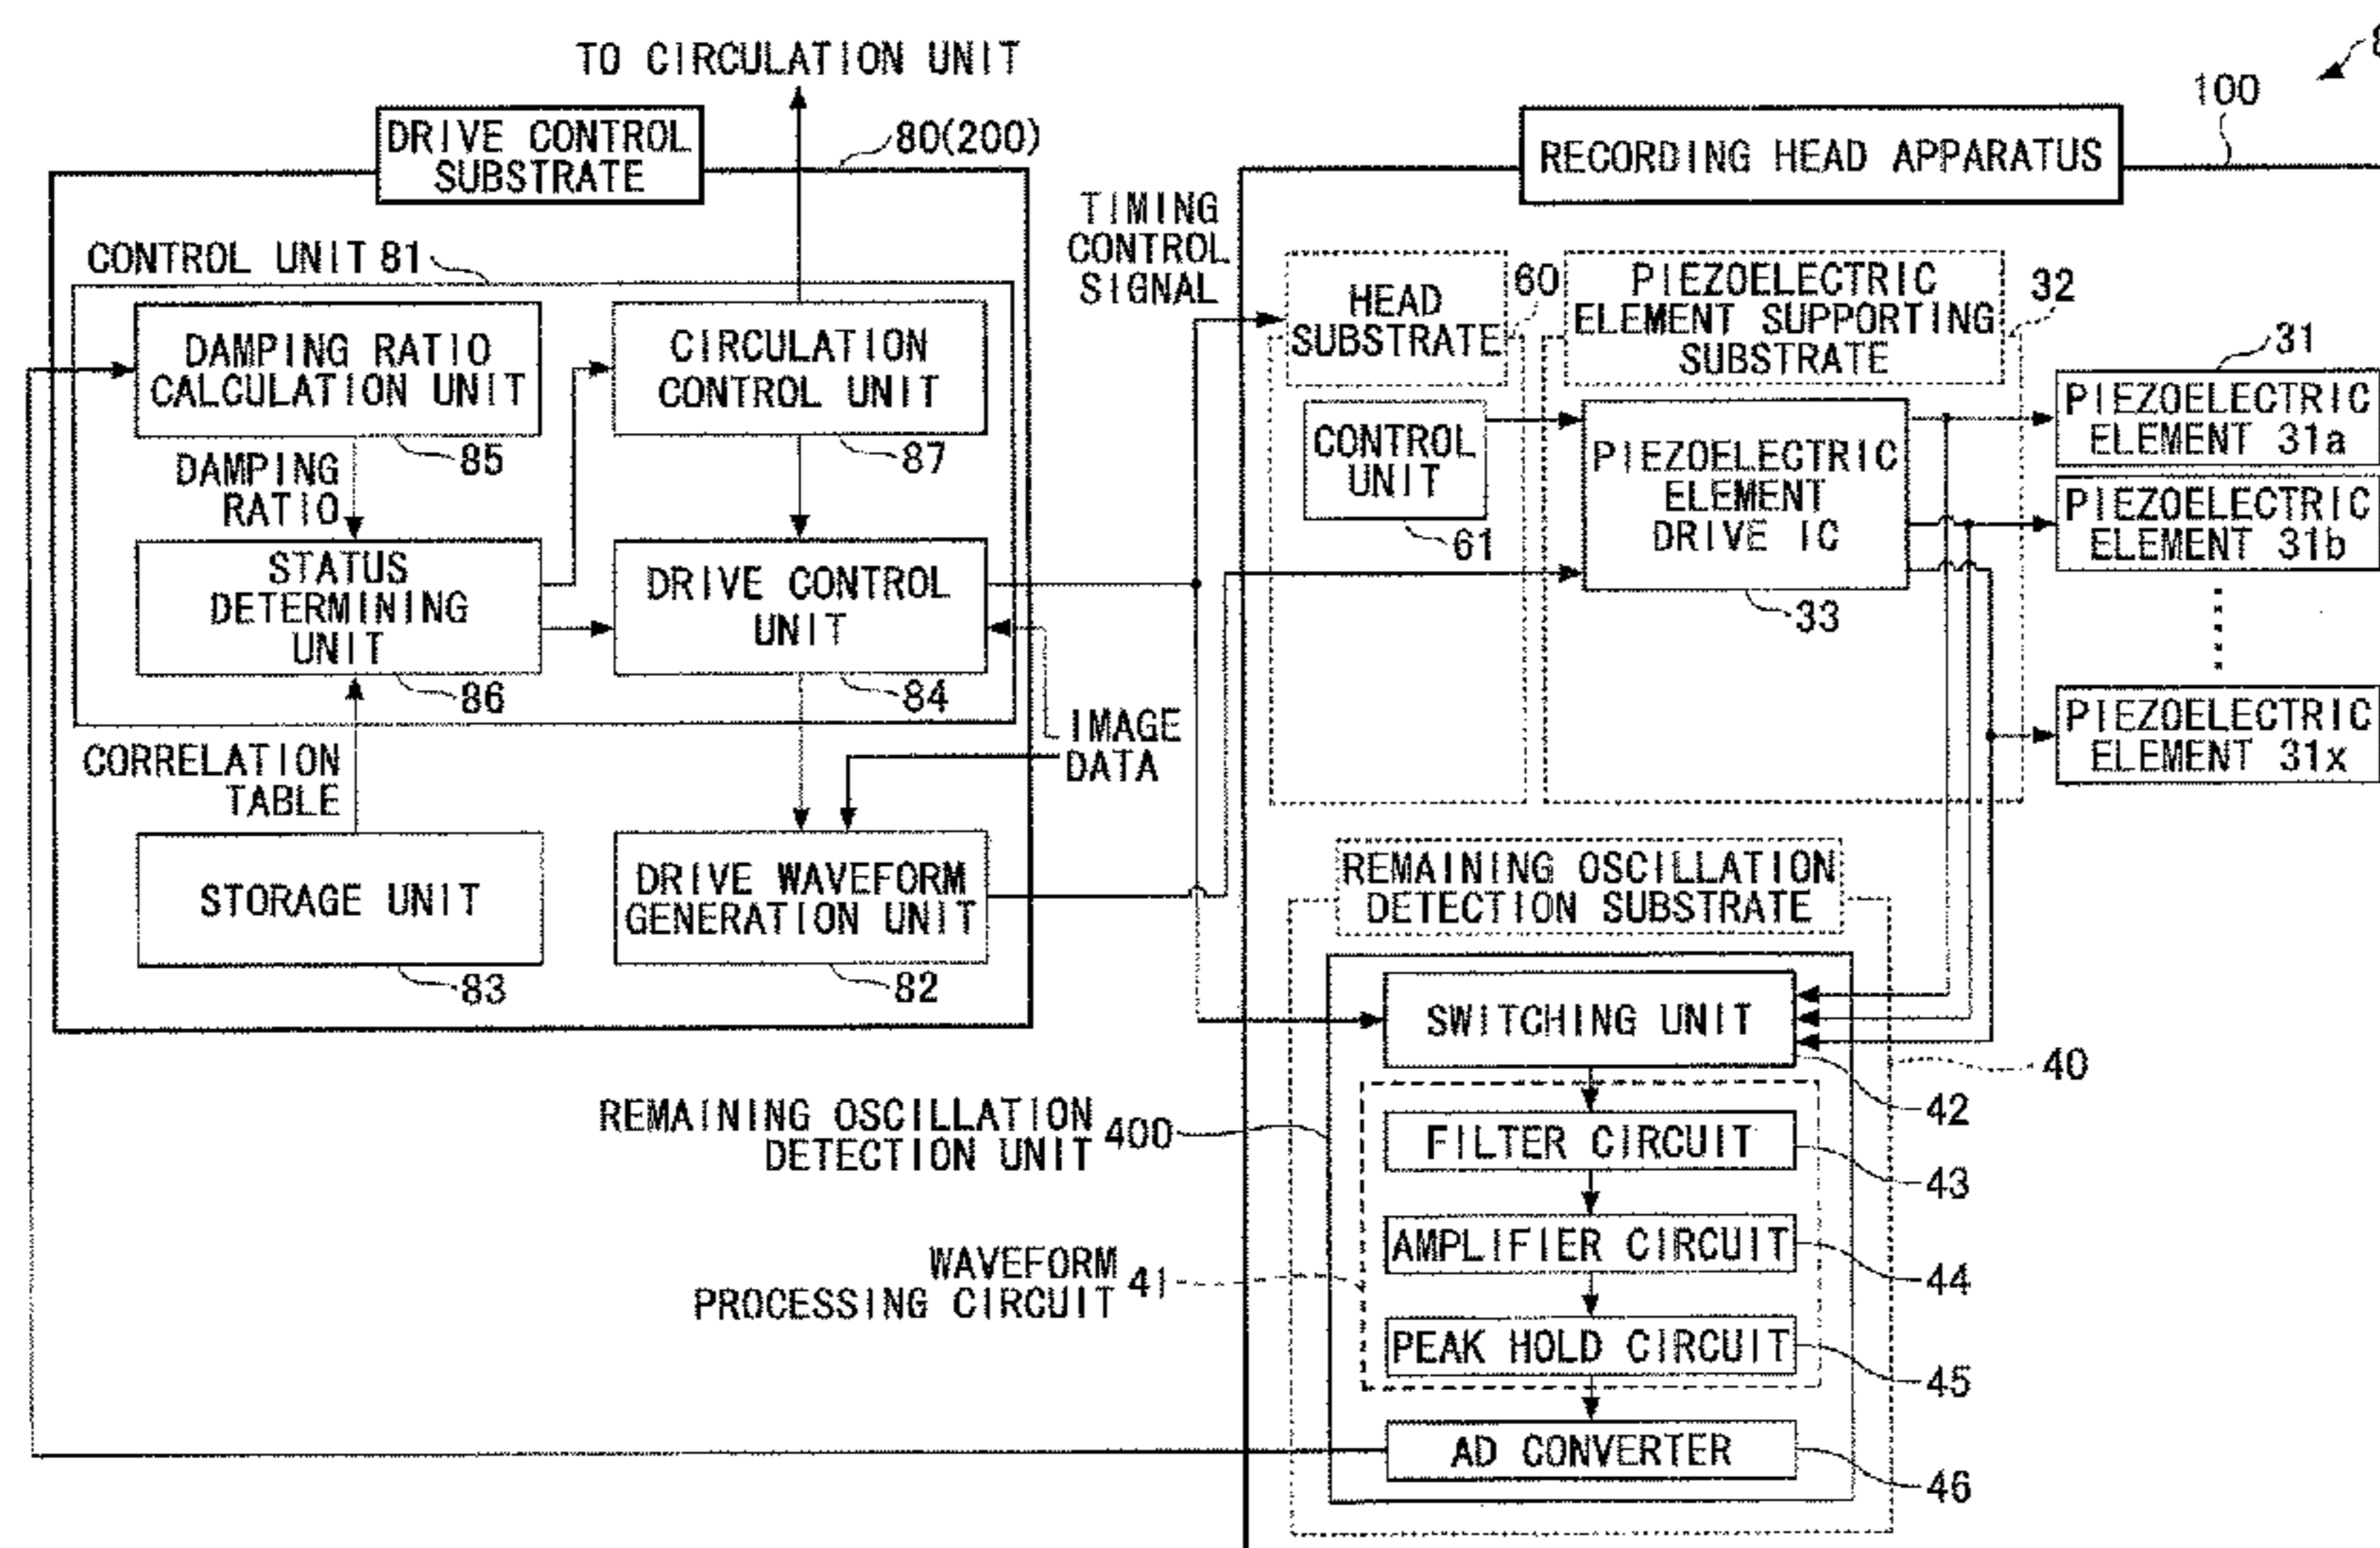 TO CIRCULATION UNIT
DRIVE CONTROL
SUBSTRATE
80(200)
CONTROL UNIT 81
DAMPING RATIO
CALCULATION UNIT
85
CIRCULATION
CONTROL UNIT
87
DAMPING
RATIO
STATUS
DETERMINING
UNIT
86
DRIVE CONTROL
UNIT
84
IMAGE
DATA
CORRELATION
TABLE
STORAGE UNIT
83
DRIVE WAVEFORM
GENERATION UNIT
82
TIMING
CONTROL
SIGNAL
8
100
RECORDING HEAD APPARATUS
HEAD
SUBSTRATE
60
CONTROL
UNIT
61
PIEZOELECTRIC
ELEMENT SUPPORTING
SUBSTRATE
32
PIEZOELECTRIC
ELEMENT
DRIVE IC
33
31
PIEZOELECTRIC
ELEMENT 31a
PIEZOELECTRIC
ELEMENT 31b
PIEZOELECTRIC
ELEMENT 31x
REMAINING OSCILLATION
DETECTION SUBSTRATE
40
SWITCHING UNIT
42
REMAINING OSCILLATION
DETECTION UNIT 400
FILTER CIRCUIT
43
WAVEFORM
PROCESSING CIRCUIT 41
AMPLIFIER CIRCUIT
44
PEAK HOLD CIRCUIT
45
AD CONVERTER
46